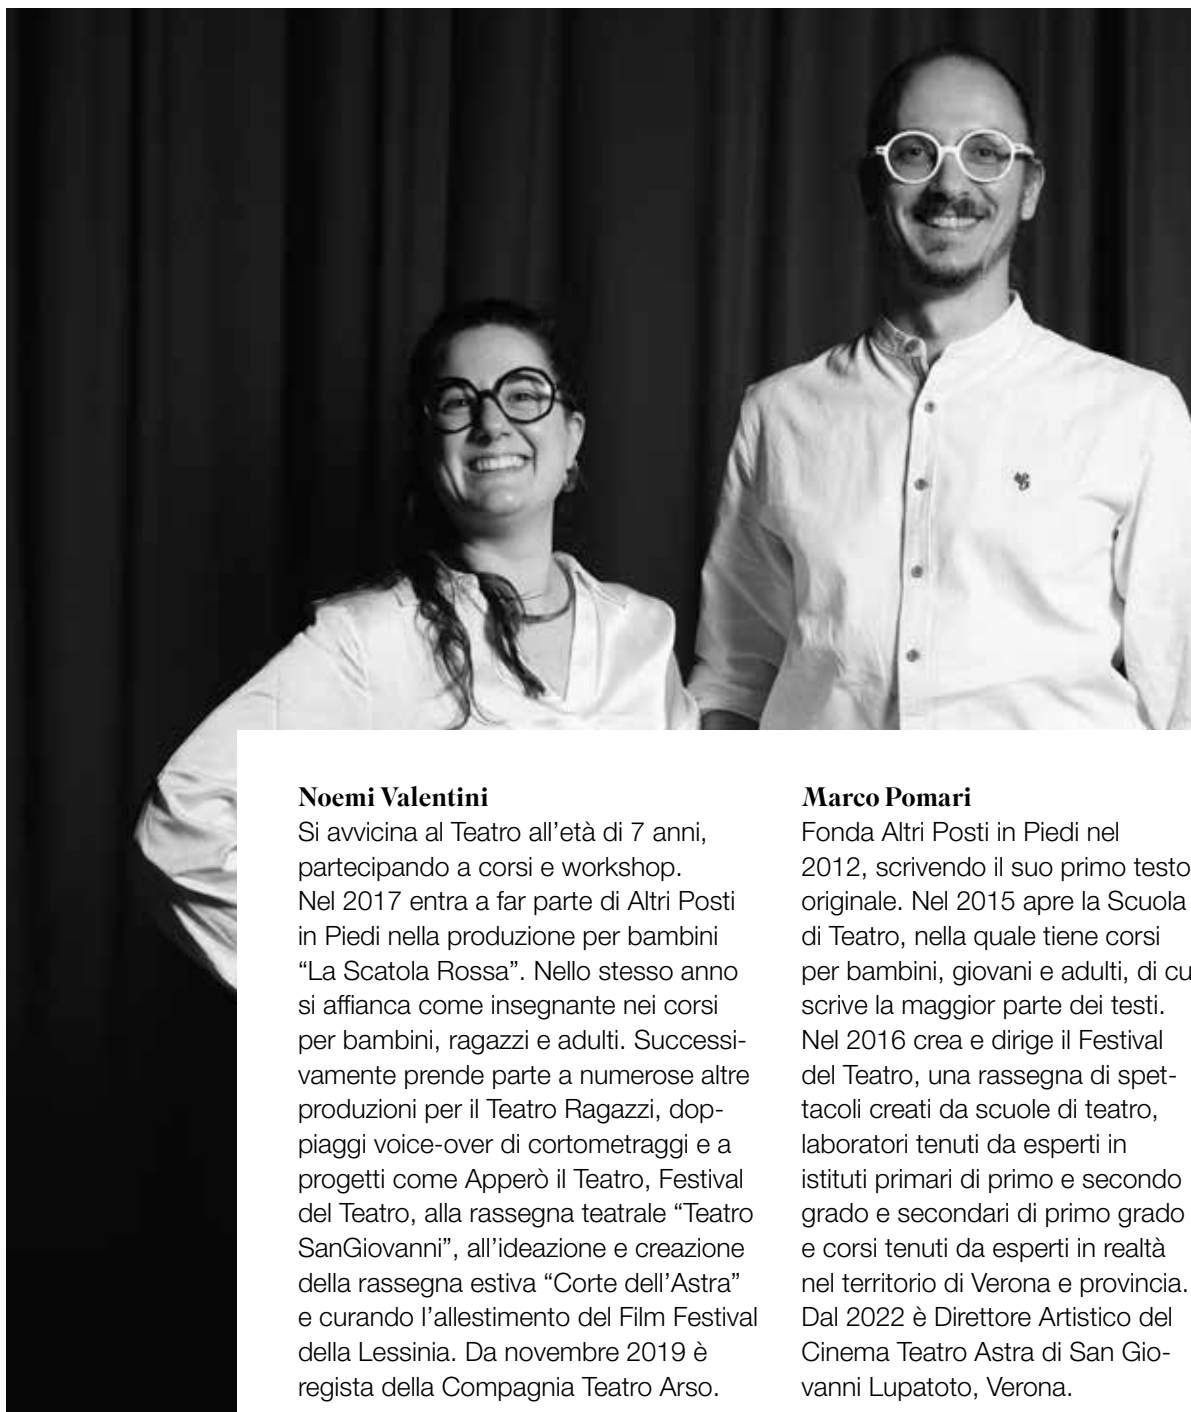 Noemi Valentini
Si avvicina al Teatro all’età di 7 anni,
partecipando a corsi e workshop.
Nel 2017 entra a far parte di Altri Posti
in Piedi nella produzione per bambini
“La Scatola Rossa”. Nello stesso anno
si affianca come insegnante nei corsi
per bambini, ragazzi e adulti. Successi-
vamente prende parte a numerose altre
produzioni per il Teatro Ragazzi, dop-
piaggi voice-over di cortometraggi e a
progetti come Apperò il Teatro, Festival
del Teatro, alla rassegna teatrale “Teatro
SanGiovanni”, all’ideazione e creazione
della rassegna estiva “Corte dell’Astra”
e curando l’allestimento del Film Festival
della Lessinia. Da novembre 2019 è
regista della Compagnia Teatro Arso.
Marco Pomari
Fonda Altri Posti in Piedi nel
2012, scrivendo il suo primo testo
originale. Nel 2015 apre la Scuola
di Teatro, nella quale tiene corsi
per bambini, giovani e adulti, di cu
scrive la maggior parte dei testi.
Nel 2016 crea e dirige il Festival
del Teatro, una rassegna di spet-
tacoli creati da scuole di teatro,
laboratori tenuti da esperti in
istituti primari di primo e secondo
grado e secondari di primo grado
e corsi tenuti da esperti in realtà
nel territorio di Verona e provincia.
Dal 2022 è Direttore Artistico del
Cinema Teatro Astra di San Gio-
vanni Lupatoto, Verona.